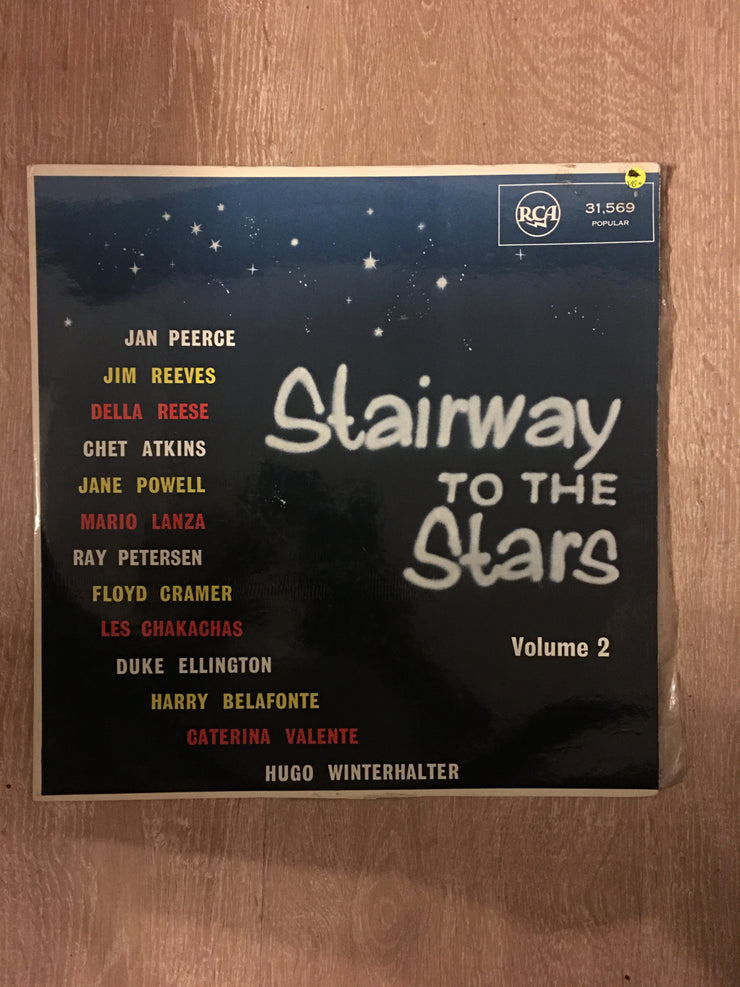 RCA
31,569
POPULAR
JAN PEERCE
JIM REEVES
DELLA REESE
CHET ATKINS
JANE POWELL
MARIO LANZA
RAY PETERSEN
FLOYD CRAMER
LES CHAKACHAS
DUKE ELLINGTON
HARRY BELAFONTE
CATERINA VALENTE
HUGO WINTERHALTER
Stairway
TO THE
Stars
Volume 2